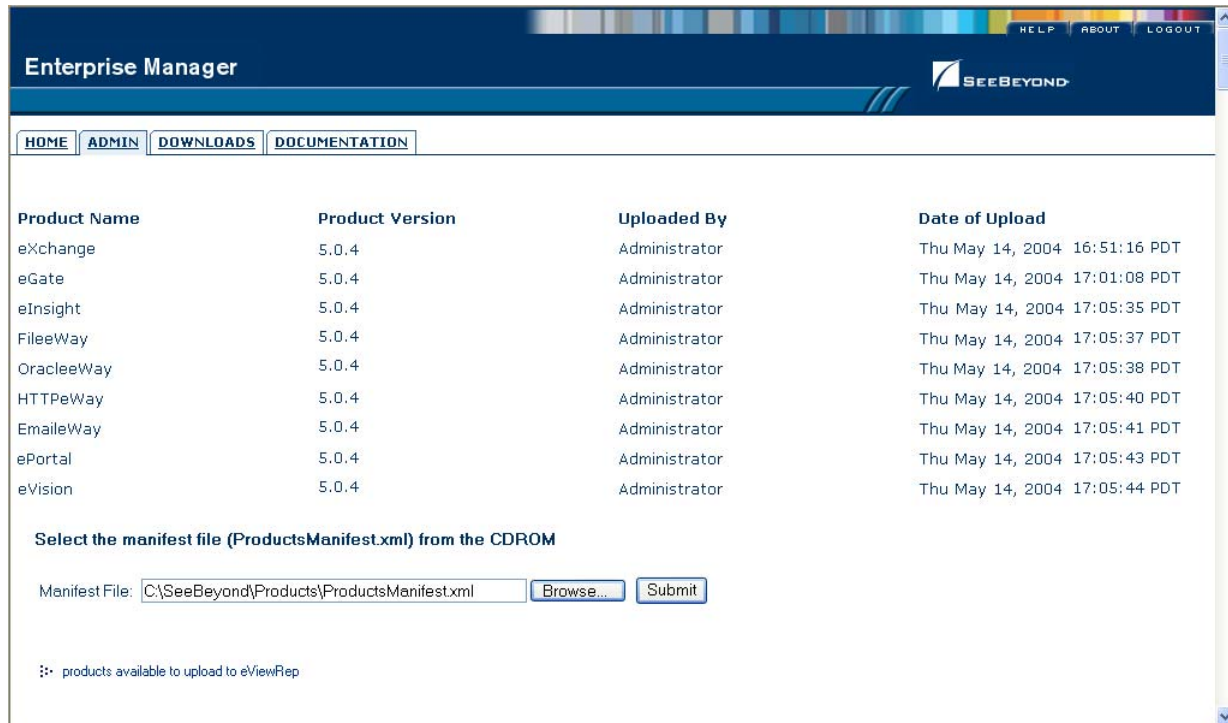 HELP ABOUT LOGOUT
Enterprise Manager
SEEBEYOND
HOME ADMIN DOWNLOADS DOCUMENTATION
Product Name Product Version Uploaded By Date of Upload
eXchange 5.0.4 Administrator Thu May 14, 2004 16:51:16 PDT
eGate 5.0.4 Administrator Thu May 14, 2004 17:01:08 PDT
eInsight 5.0.4 Administrator Thu May 14, 2004 17:05:35 PDT
FileeWay 5.0.4 Administrator Thu May 14, 2004 17:05:37 PDT
OracleeWay 5.0.4 Administrator Thu May 14, 2004 17:05:38 PDT
HTTPeWay 5.0.4 Administrator Thu May 14, 2004 17:05:40 PDT
EmaileWay 5.0.4 Administrator Thu May 14, 2004 17:05:41 PDT
ePortal 5.0.4 Administrator Thu May 14, 2004 17:05:43 PDT
eVision 5.0.4 Administrator Thu May 14, 2004 17:05:44 PDT
Select the manifest file (ProductsManifest.xml) from the CDROM
Manifest File: C:\SeeBeyond\Products\ProductsManifest.xml Browse... Submit
products available to upload to eViewRep